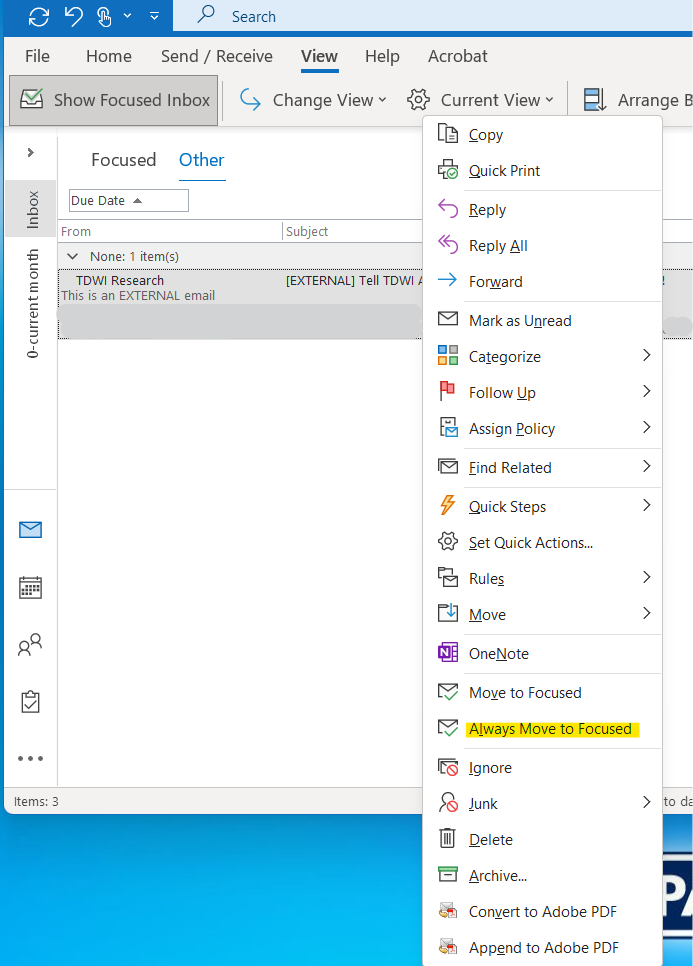 Search
File Home Send / Receive View Help Acrobat
Show Focused Inbox Change View Current View Arrange B
Focused Other
Due Date
From Subject
None: 1 item(s)
TDWI Research [EXTERNAL] Tell TDWI !
This is an EXTERNAL email
Inbox
0-current month
Copy
Quick Print
Reply
Reply All
Forward
Mark as Unread
Categorize
Follow Up
Assign Policy
Find Related
Quick Steps
Set Quick Actions...
Rules
Move
OneNote
Move to Focused
Always Move to Focused
Ignore
Junk
Delete
Archive...
Convert to Adobe PDF
Append to Adobe PDF
Items: 3
to da
PA